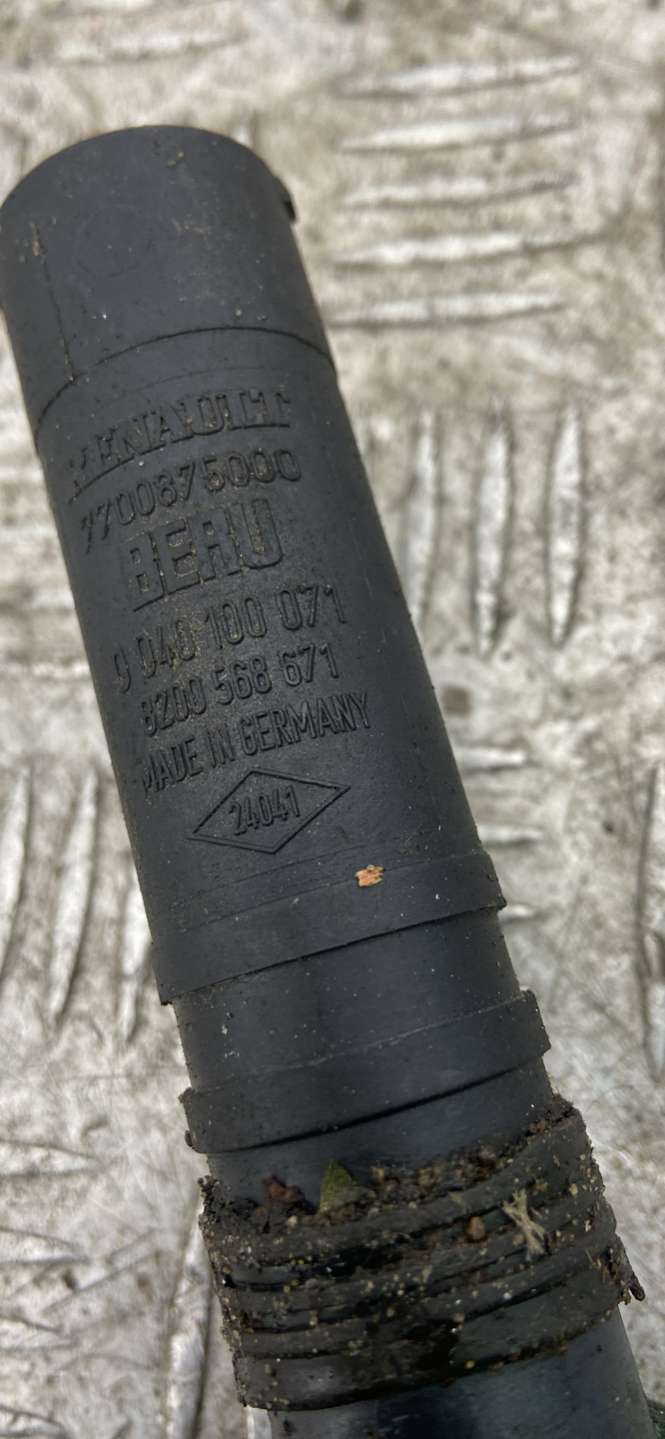 RENAULT
7700875000
BERU
0 040 100 071
8200 568 671
MADE IN GERMANY
24041